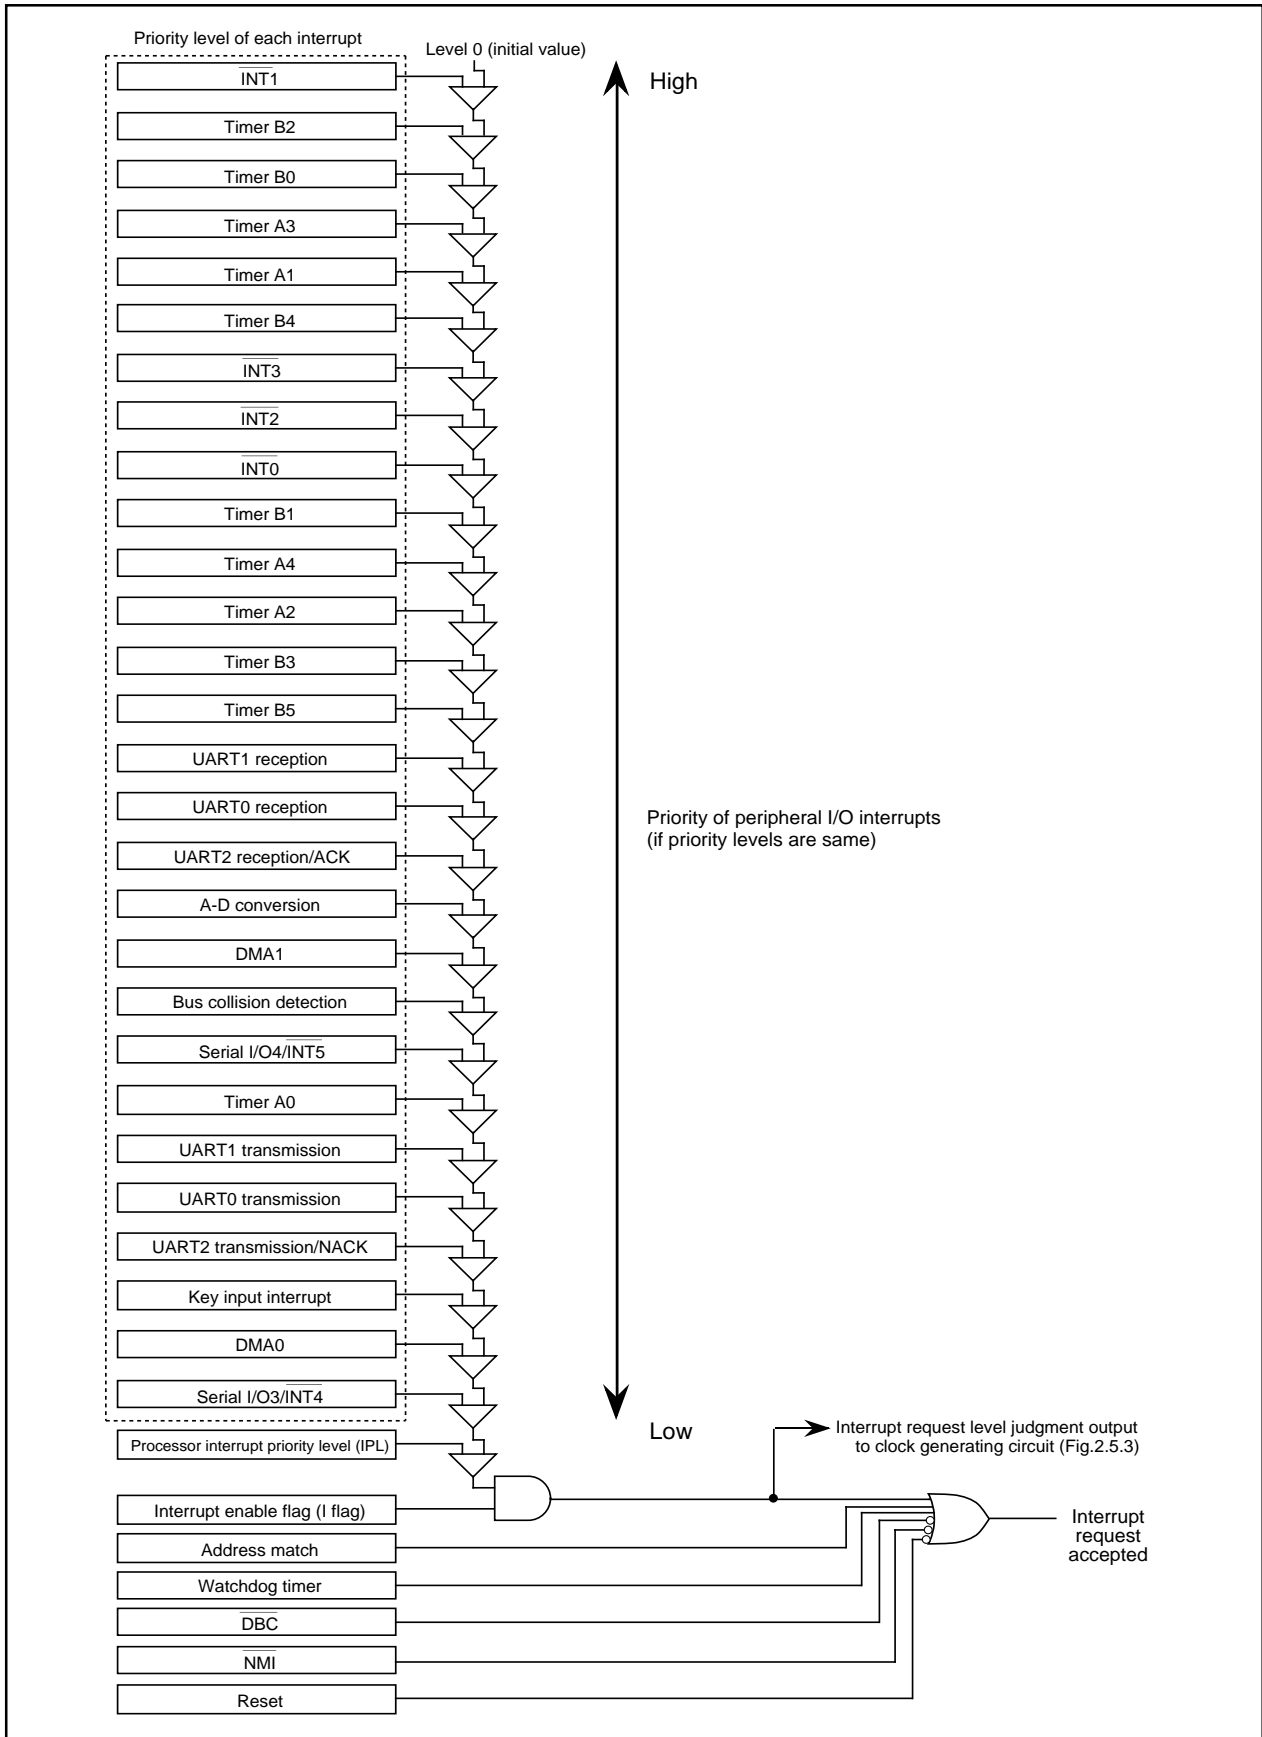 Priority level of each interrupt
Level 0 (initial value)
High
INT1
Timer B2
Timer B0
Timer A3
Timer A1
Timer B4
INT3
INT2
INT0
Timer B1
Timer A4
Timer A2
Timer B3
Timer B5
UART1 reception
UART0 reception
UART2 reception/ACK
A-D conversion
DMA1
Bus collision detection
Serial I/O4/INT5
Timer A0
UART1 transmission
UART0 transmission
UART2 transmission/NACK
Key input interrupt
DMA0
Serial I/O3/INT4
Priority of peripheral I/O interrupts
(if priority levels are same)
Low
Processor interrupt priority level (IPL)
Interrupt request level judgment output
to clock generating circuit (Fig.2.5.3)
Interrupt enable flag (I flag)
Address match
Watchdog timer
DBC
NMI
Reset
Interrupt
request
accepted